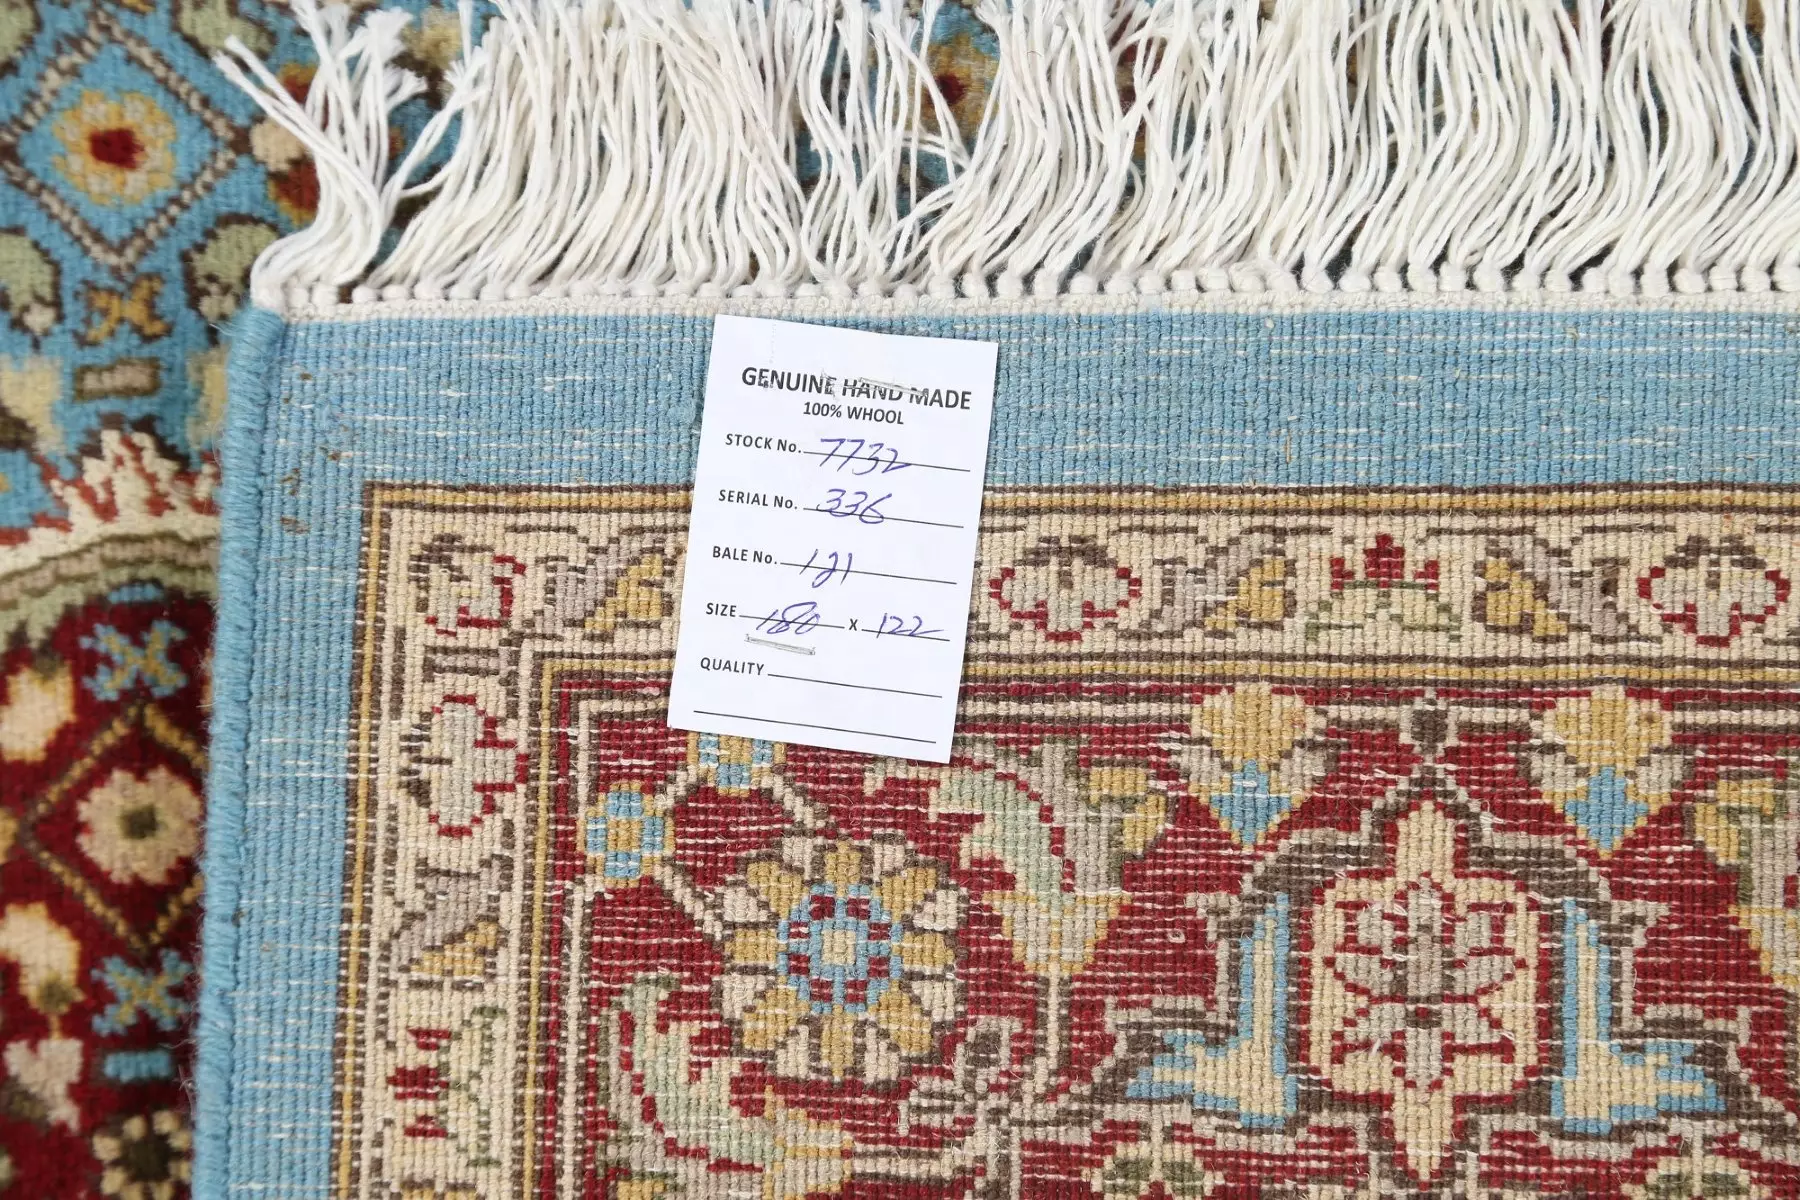 GENUINE HAND MADE
100% WHOOL
STOCK No. 7732
SERIAL No. 336
BALE No. 121
SIZE 180 x 122
QUALITY